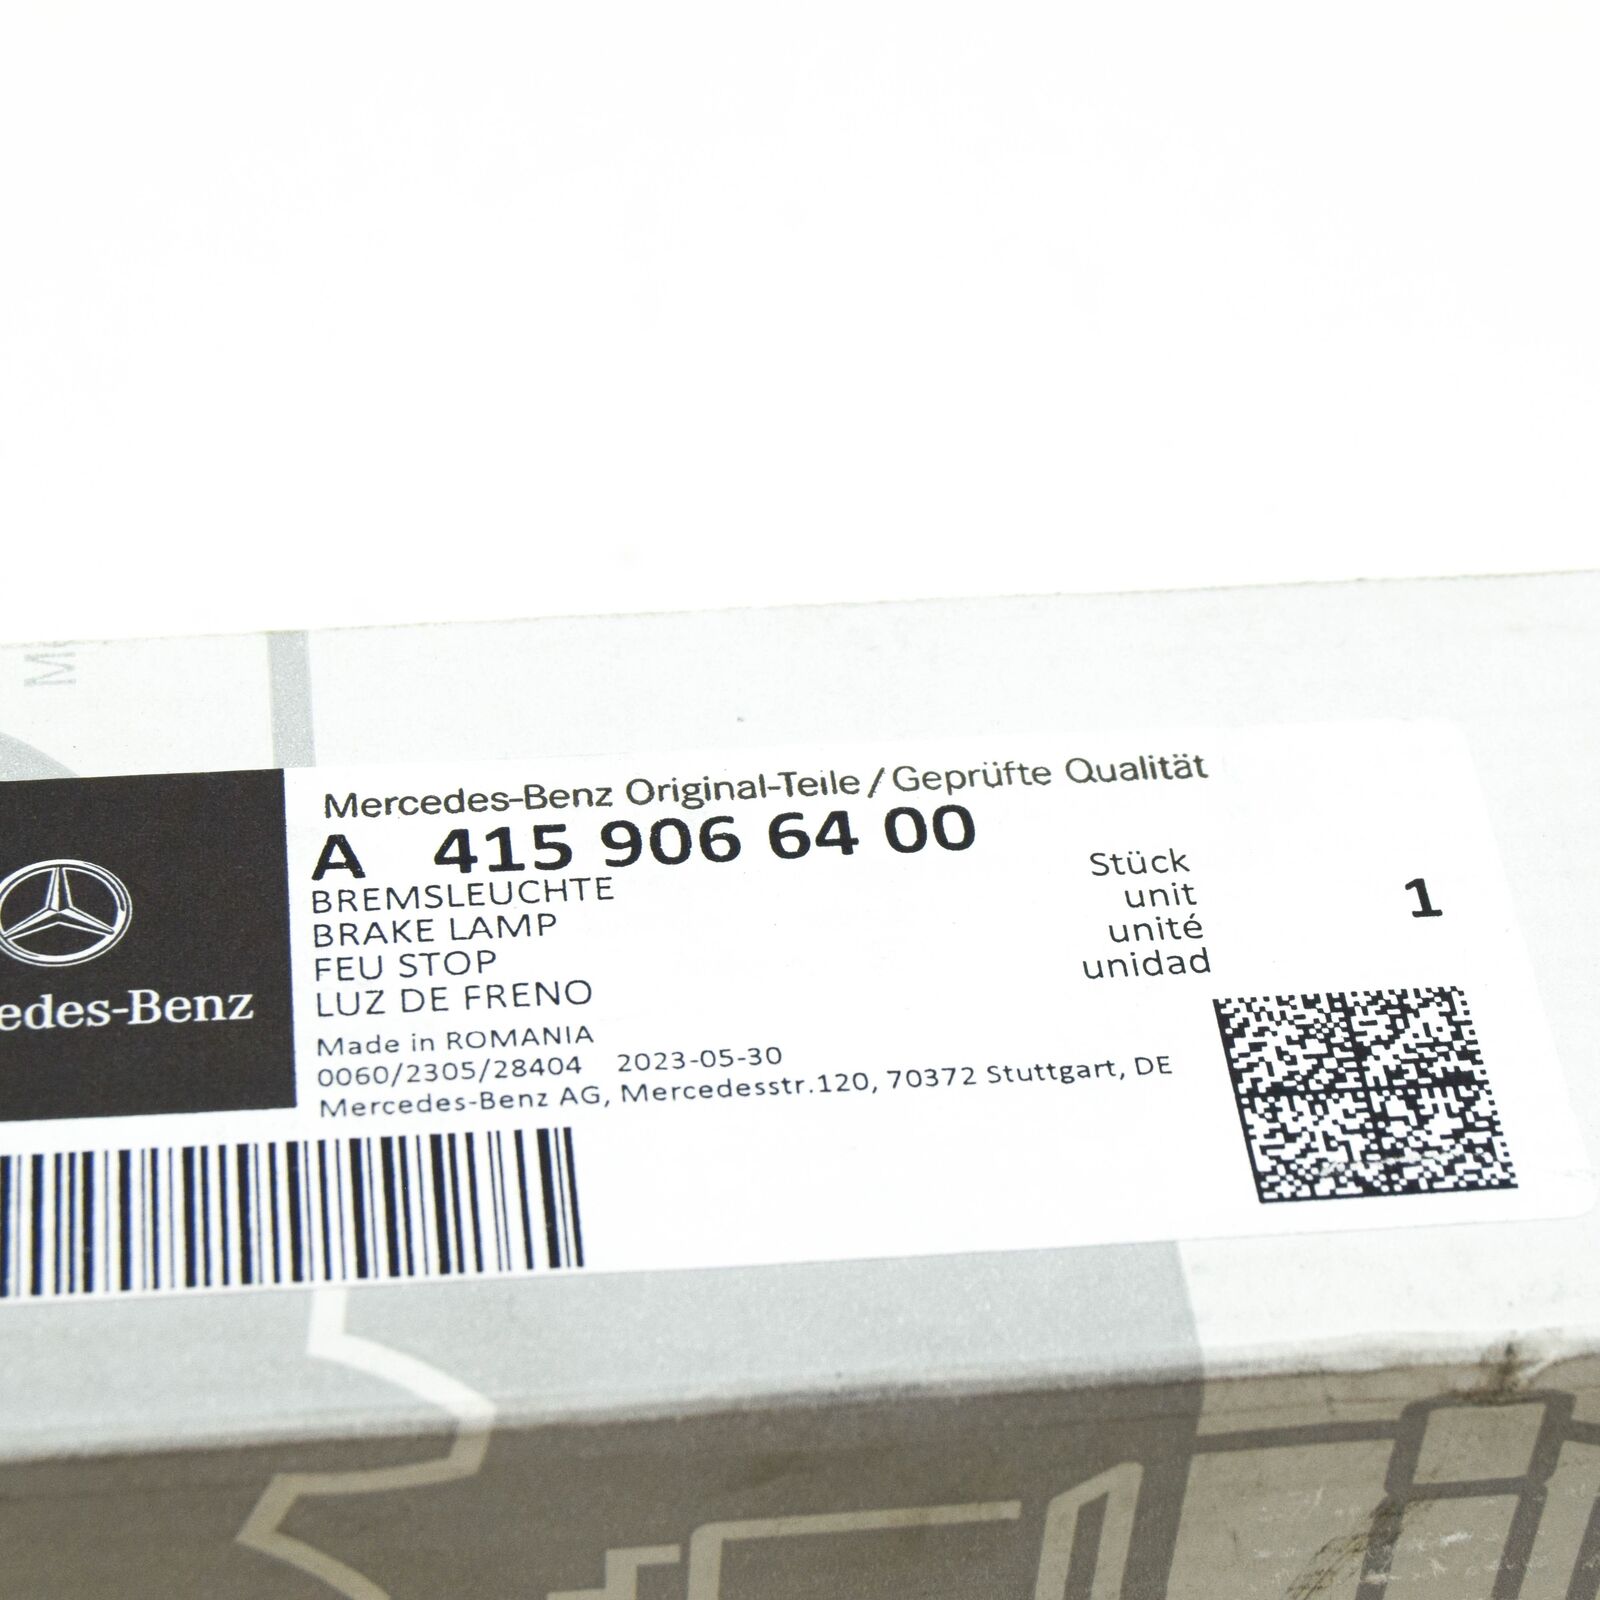 Mercedes-Benz Original-Teile / Geprüfte Qualität
A 415 906 64 00
BREMSLEUCHTE
BRAKE LAMP
FEU STOP
LUZ DE FRENO
Stück
unit
unité
unidad
1
Made in ROMANIA
0060/2305/28404 2023-05-30
Mercedes-Benz AG, Mercedesstr.120, 70372 Stuttgart, DE
edes-Benz